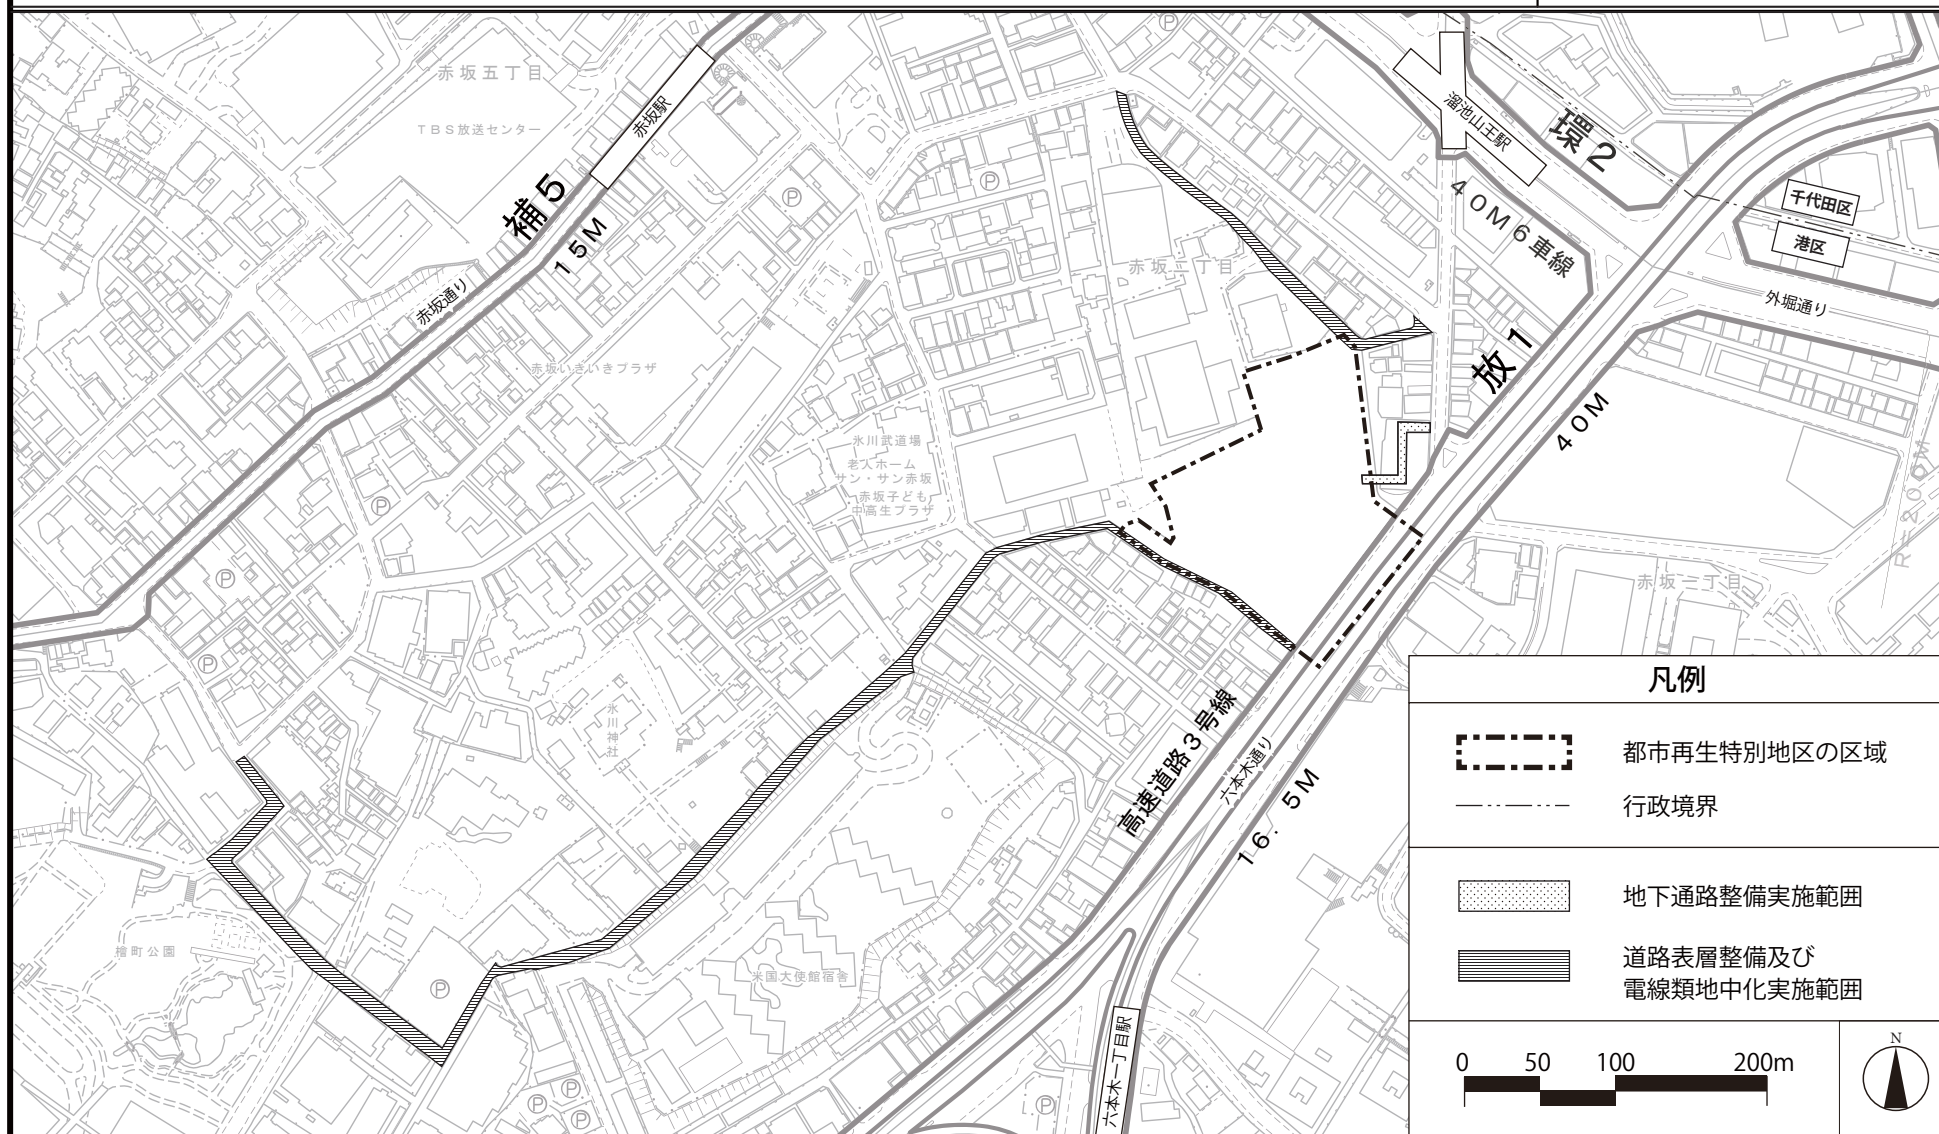 赤坂五丁目
TBS放送センター
赤坂駅
補5
15M
赤坂通り
赤坂いきいきプラザ
氷川武道場
老人ホーム
サン・サン赤坂
赤坂子ども
中高生プラザ
赤坂二丁目
溜池山王駅
環2
40M6車線
千代田区
港区
外堀通り
放1
40M
R-20.0M
赤坂一丁目
氷川神社
高速道路3号線
六本木通り
16.5M
檜町公園
米国大使館宿舎
六本木一丁目駅
P
P
P
P
P
P
P
P
P
P
P
凡例
都市再生特別地区の区域
行政境界
地下通路整備実施範囲
道路表層整備及び
電線類地中化実施範囲
0 50 100 200m
N